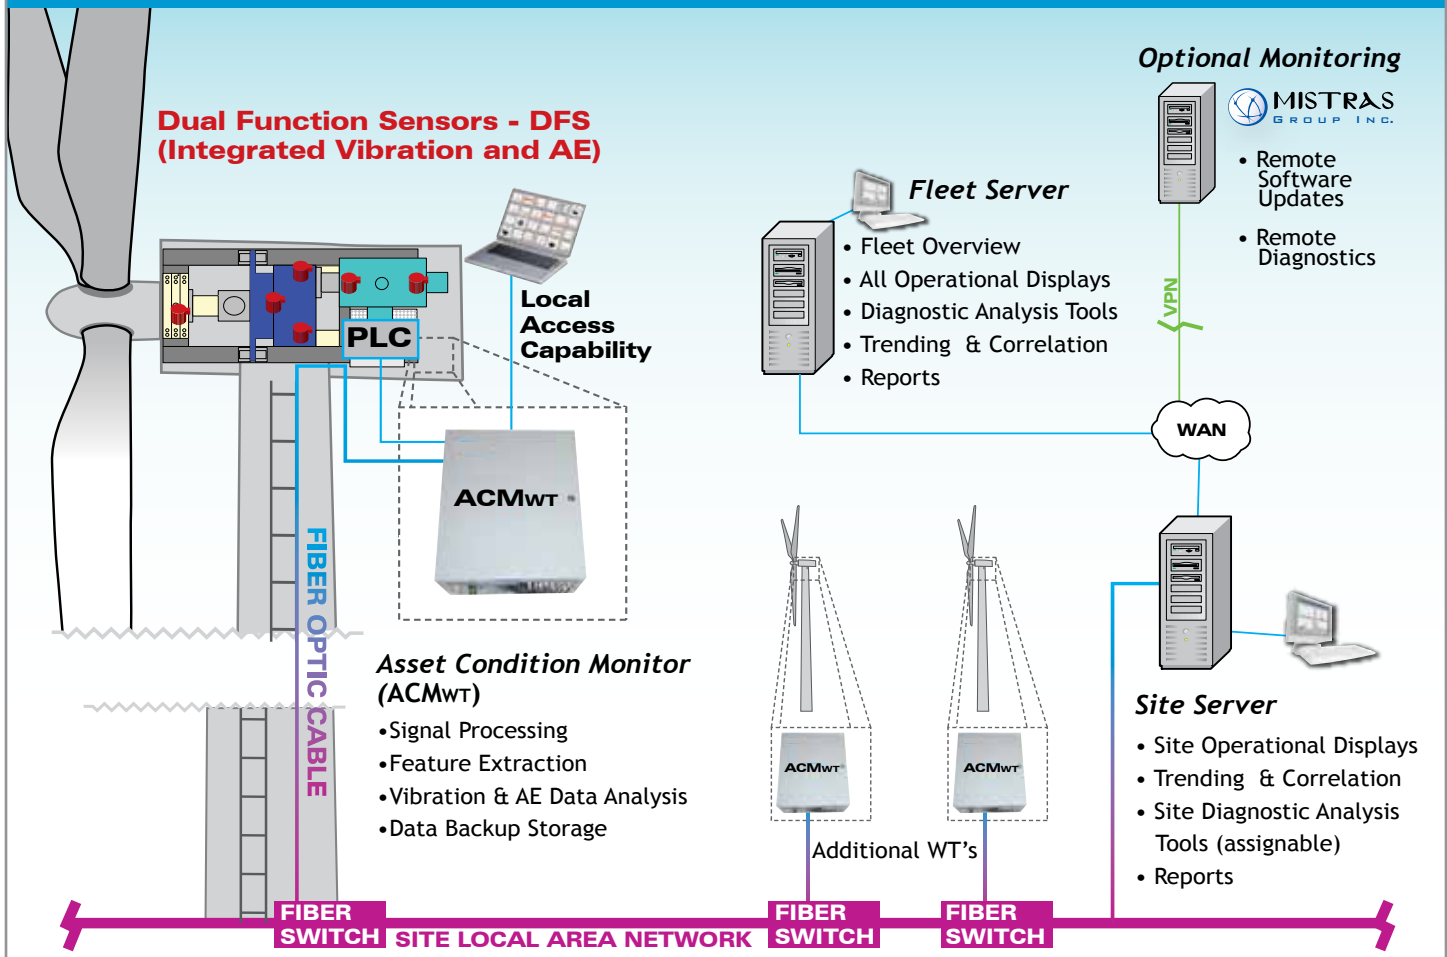 Optional Monitoring
MISTRAS
GROUP INC.
• Remote
Software
Updates
• Remote
Diagnostics
Dual Function Sensors - DFS
(Integrated Vibration and AE)
Fleet Server
• Fleet Overview
• All Operational Displays
• Diagnostic Analysis Tools
• Trending & Correlation
• Reports
VPN
Local
Access
Capability
PLC
WAN
ACMWT
FIBER OPTIC CABLE
Asset Condition Monitor
(ACMWT)
•Signal Processing
•Feature Extraction
•Vibration & AE Data Analysis
•Data Backup Storage
ACMWT
ACMWT
Additional WT's
Site Server
• Site Operational Displays
• Trending & Correlation
• Site Diagnostic Analysis
Tools (assignable)
• Reports
FIBER
SWITCH
SITE LOCAL AREA NETWORK
FIBER
SWITCH
FIBER
SWITCH